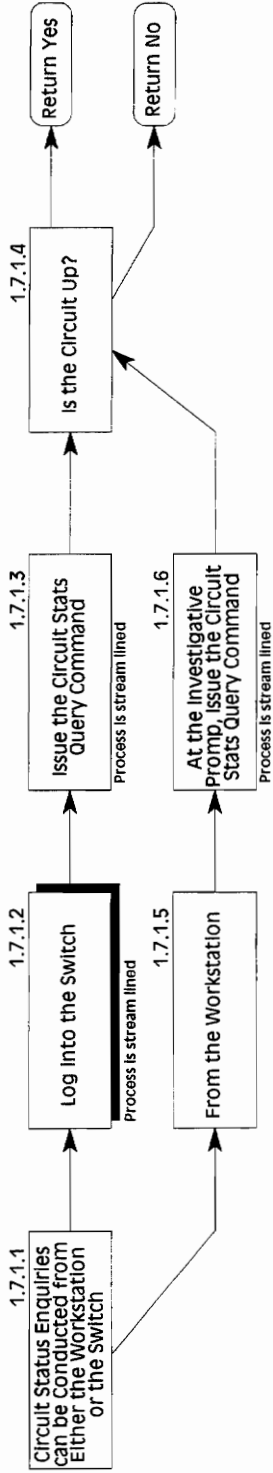 1.7.1.1
Circuit Status Enquiries
can be Conducted from
Either the Workstation
or the Switch
1.7.1.2
Log Into the Switch
Process is stream lined
1.7.1.3
Issue the Circuit Stats
Query Command
Process is stream lined
1.7.1.4
Is the Circuit Up?
Return Yes
Return No
1.7.1.5
From the Workstation
1.7.1.6
At the Investigative
Promp, Issue the Circuit
Stats Query Command
Process is stream lined